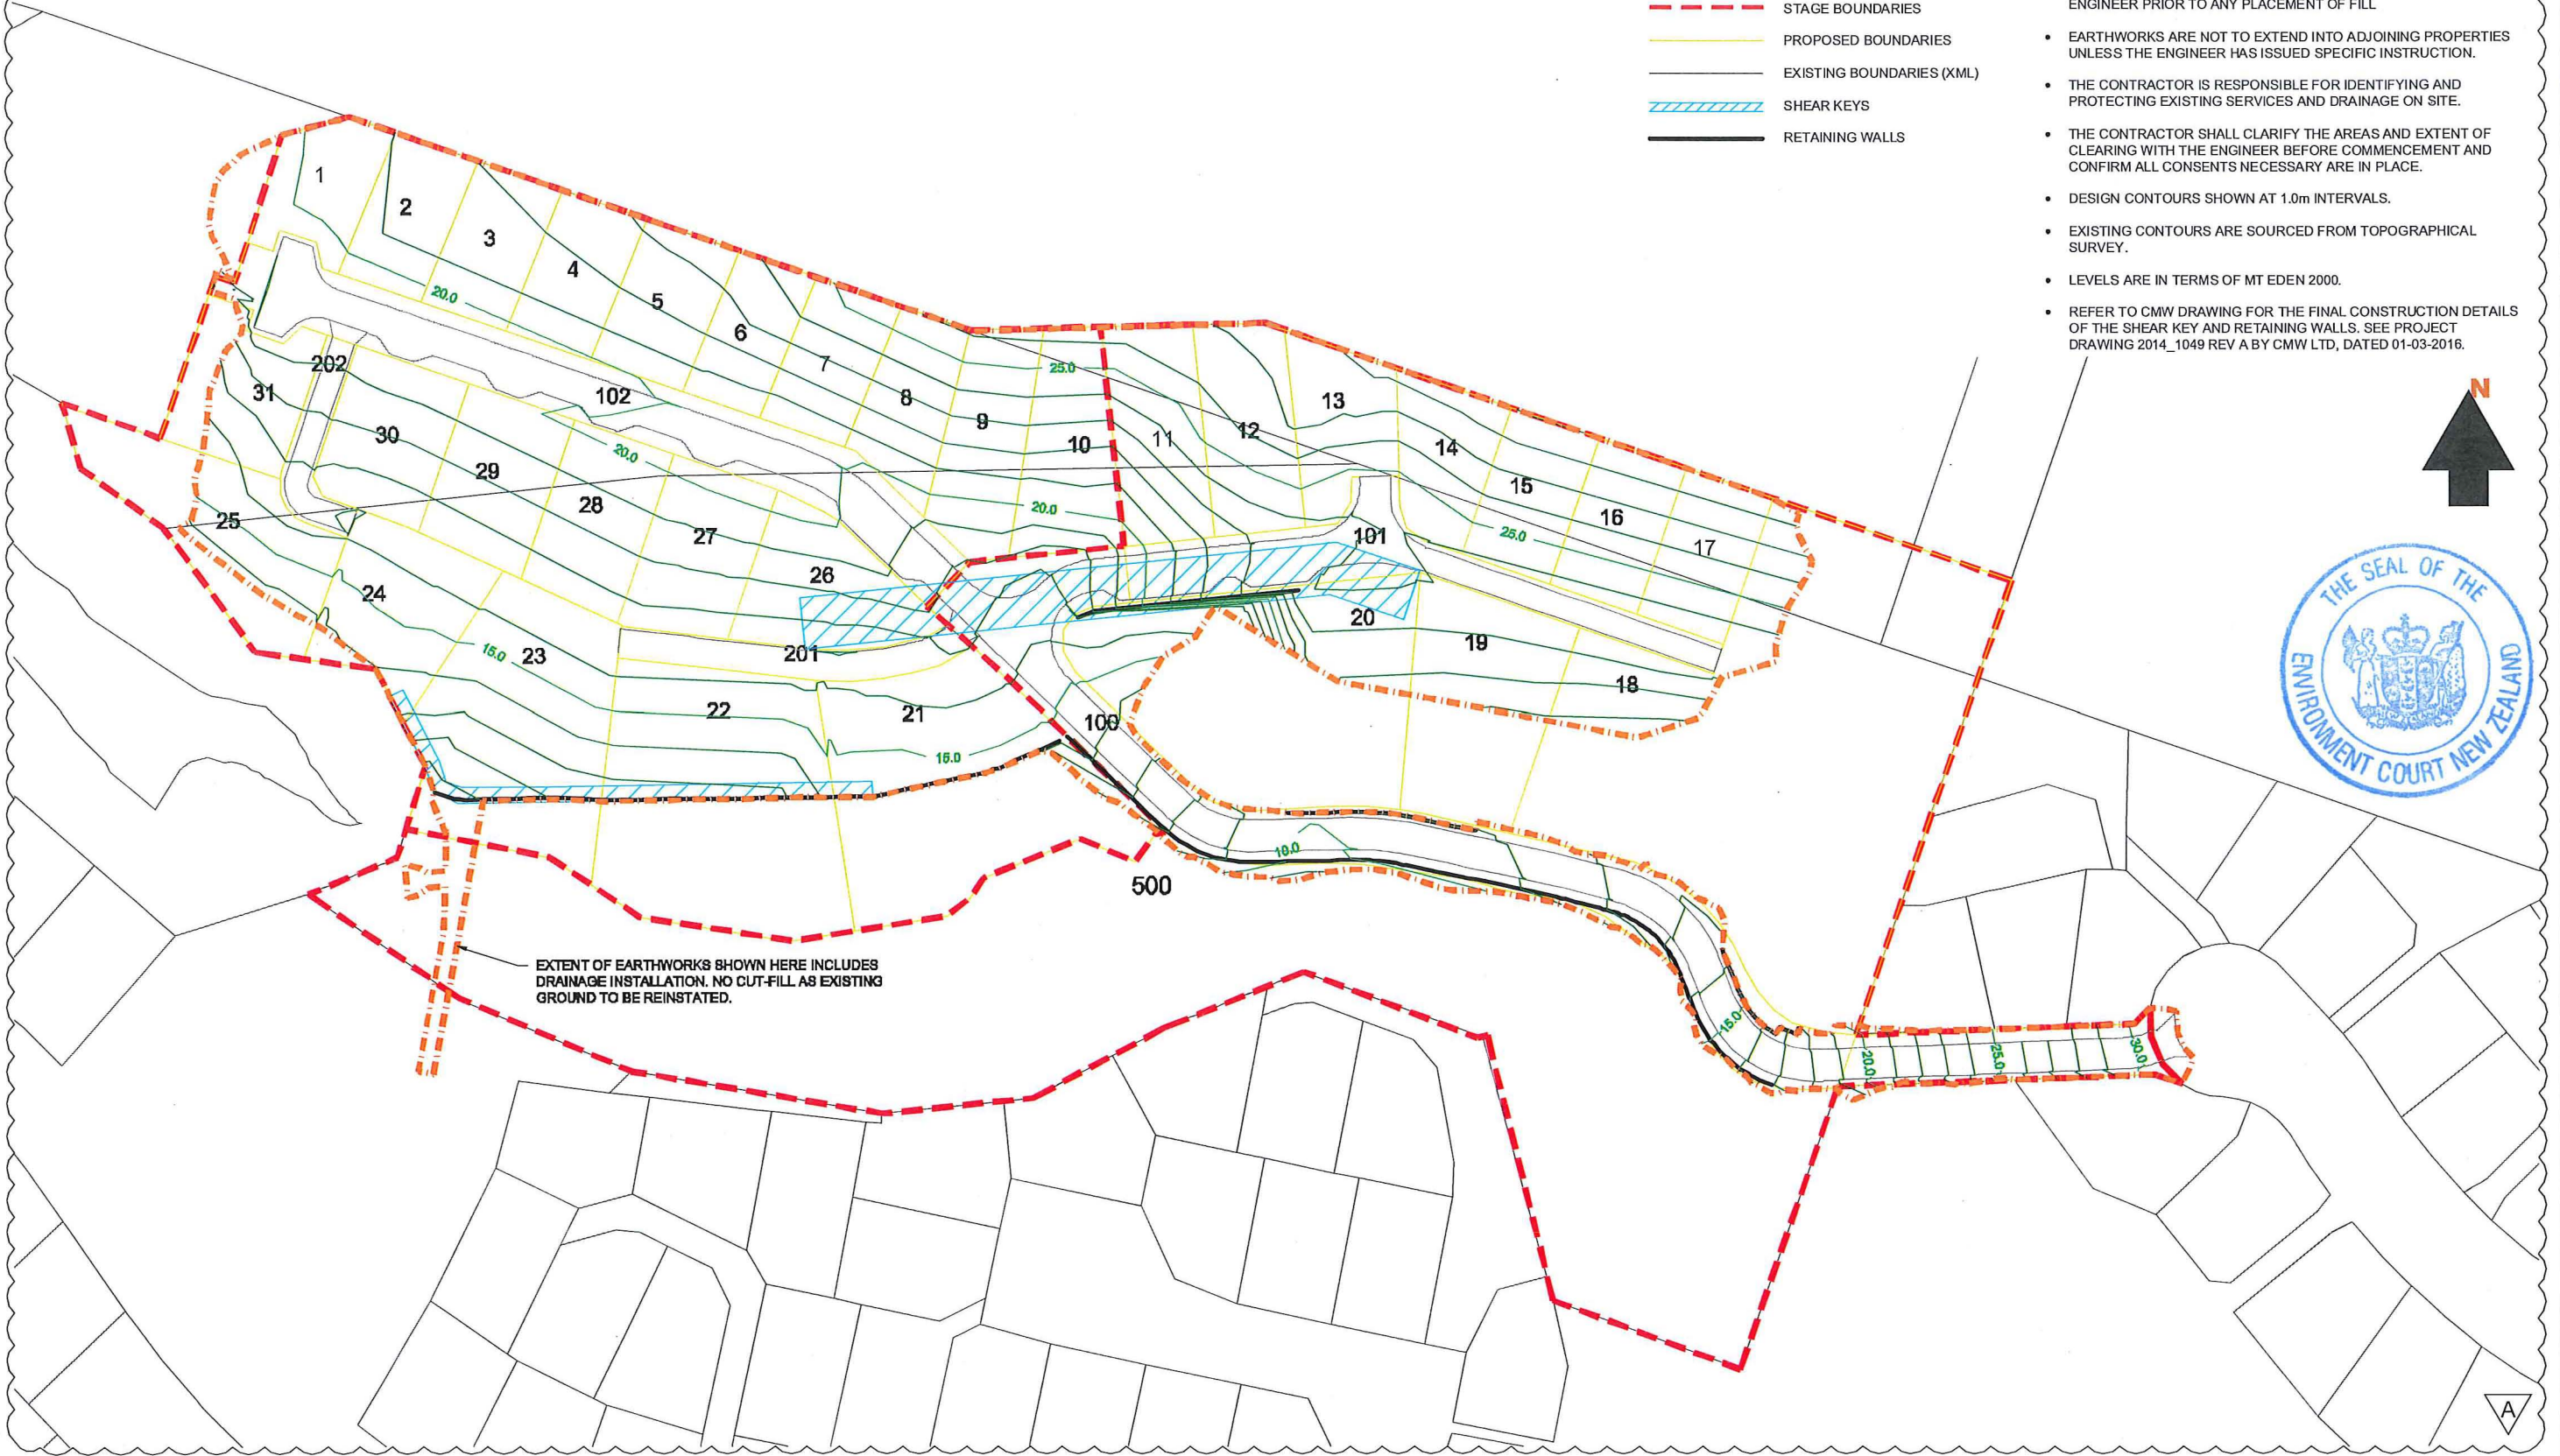 STAGE BOUNDARIES
PROPOSED BOUNDARIES
EXISTING BOUNDARIES (XML)
SHEAR KEYS
RETAINING WALLS
ENGINEER PRIOR TO ANY PLACEMENT OF FILL
• EARTHWORKS ARE NOT TO EXTEND INTO ADJOINING PROPERTIES
UNLESS THE ENGINEER HAS ISSUED SPECIFIC INSTRUCTION.
• THE CONTRACTOR IS RESPONSIBLE FOR IDENTIFYING AND
PROTECTING EXISTING SERVICES AND DRAINAGE ON SITE.
• THE CONTRACTOR SHALL CLARIFY THE AREAS AND EXTENT OF
CLEARING WITH THE ENGINEER BEFORE COMMENCEMENT AND
CONFIRM ALL CONSENTS NECESSARY ARE IN PLACE.
• DESIGN CONTOURS SHOWN AT 1.0m INTERVALS.
• EXISTING CONTOURS ARE SOURCED FROM TOPOGRAPHICAL
SURVEY.
• LEVELS ARE IN TERMS OF MT EDEN 2000.
• REFER TO CMW DRAWING FOR THE FINAL CONSTRUCTION DETAILS
OF THE SHEAR KEY AND RETAINING WALLS. SEE PROJECT
DRAWING 2014_1049 REV A BY CMW LTD, DATED 01-03-2016.
N
THE SEAL OF THE
ENVIRONMENT COURT NEW ZEALAND
1
2
3
4
5
6
7
8
9
10
11
12
13
14
15
16
17
18
19
20
101
20.0
25.0
20.0
25.0
202
31
102
30
29
28
20.0
27
26
25
24
15.0
23
201
22
21
15.0
100
10.0
500
15.0
20.0
25.0
30.0
EXTENT OF EARTHWORKS SHOWN HERE INCLUDES
DRAINAGE INSTALLATION. NO CUT-FILL AS EXISTING
GROUND TO BE REINSTATED.
A